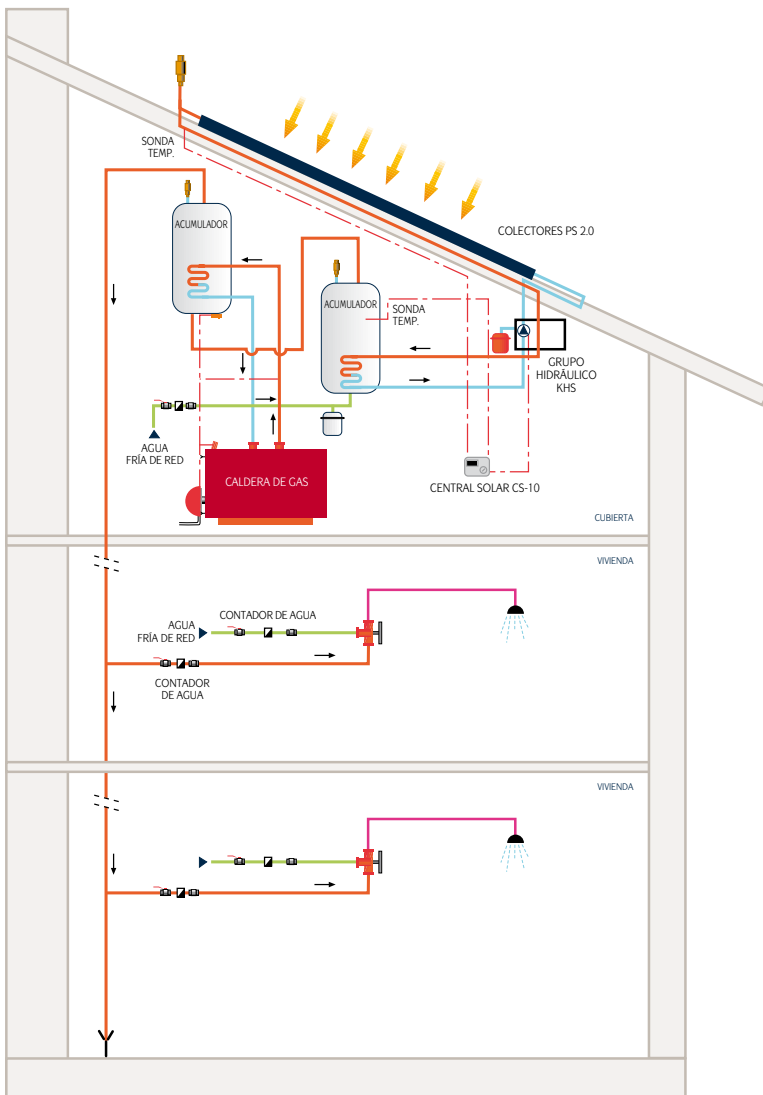 SONDA
TEMP.
ACUMULADOR
COLECTORES PS 2.0
ACUMULADOR
SONDA
TEMP.
GRUPO
HIDRÁULICO
KHS
AGUA
FRÍA DE RED
CALDERA DE GAS
CENTRAL SOLAR CS-10
CUBIERTA
VIVIENDA
CONTADOR DE AGUA
AGUA
FRÍA DE RED
CONTADOR
DE AGUA
VIVIENDA